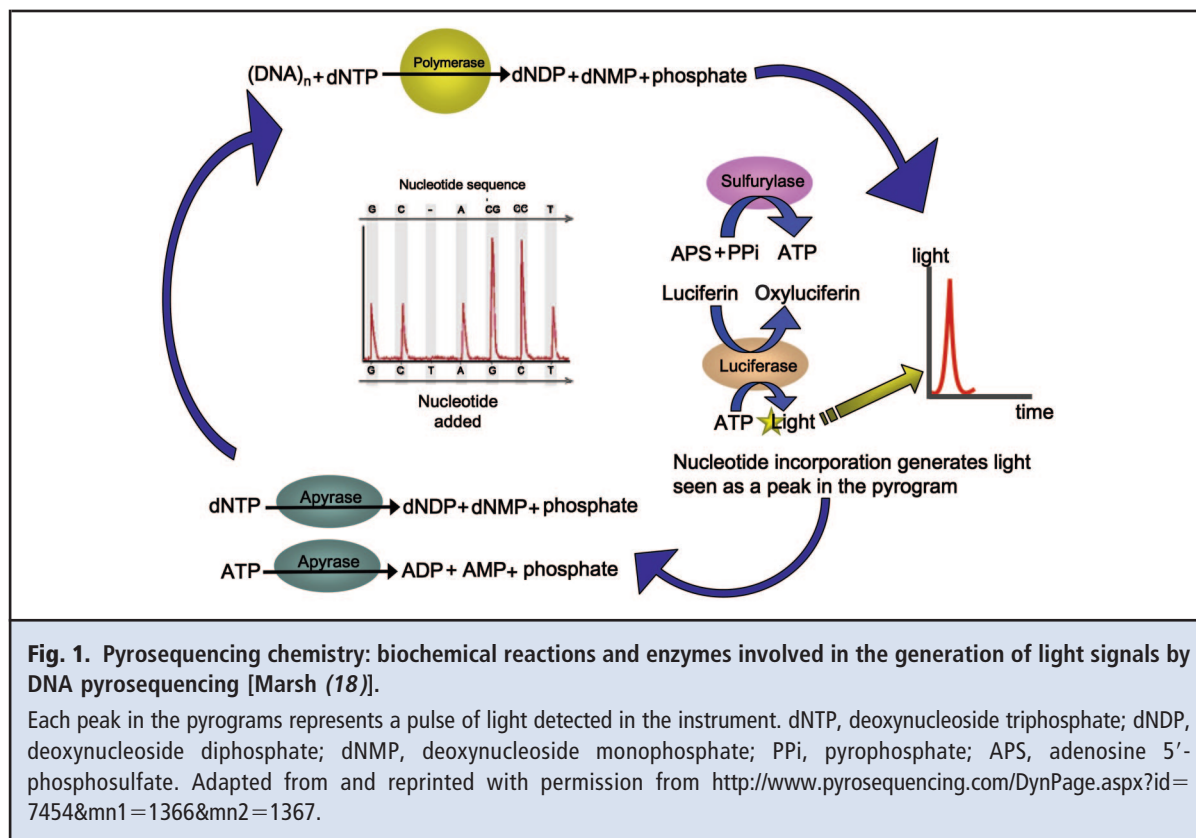 (DNA)n+dNTP Polymerase dNDP+dNMP+phosphate
Nucleotide sequence
G C - A CG CC T
G C T A G C T
Nucleotide
added
Sulfurylase
APS+PPi ATP
Luciferin Oxyluciferin
Luciferase
ATP Light
light
time
Nucleotide incorporation generates light
seen as a peak in the pyrogram
dNTP Apyrase dNDP+dNMP+phosphate
ATP Apyrase ADP+AMP+phosphate
Fig. 1. Pyrosequencing chemistry: biochemical reactions and enzymes involved in the generation of light signals by
DNA pyrosequencing [Marsh (18)].
Each peak in the pyrograms represents a pulse of light detected in the instrument. dNTP, deoxynucleoside triphosphate; dNDP,
deoxynucleoside diphosphate; dNMP, deoxynucleoside monophosphate; PPi, pyrophosphate; APS, adenosine 5′-
phosphosulfate. Adapted from and reprinted with permission from http://www.pyrosequencing.com/DynPage.aspx?id=
7454&mn1=1366&mn2=1367.